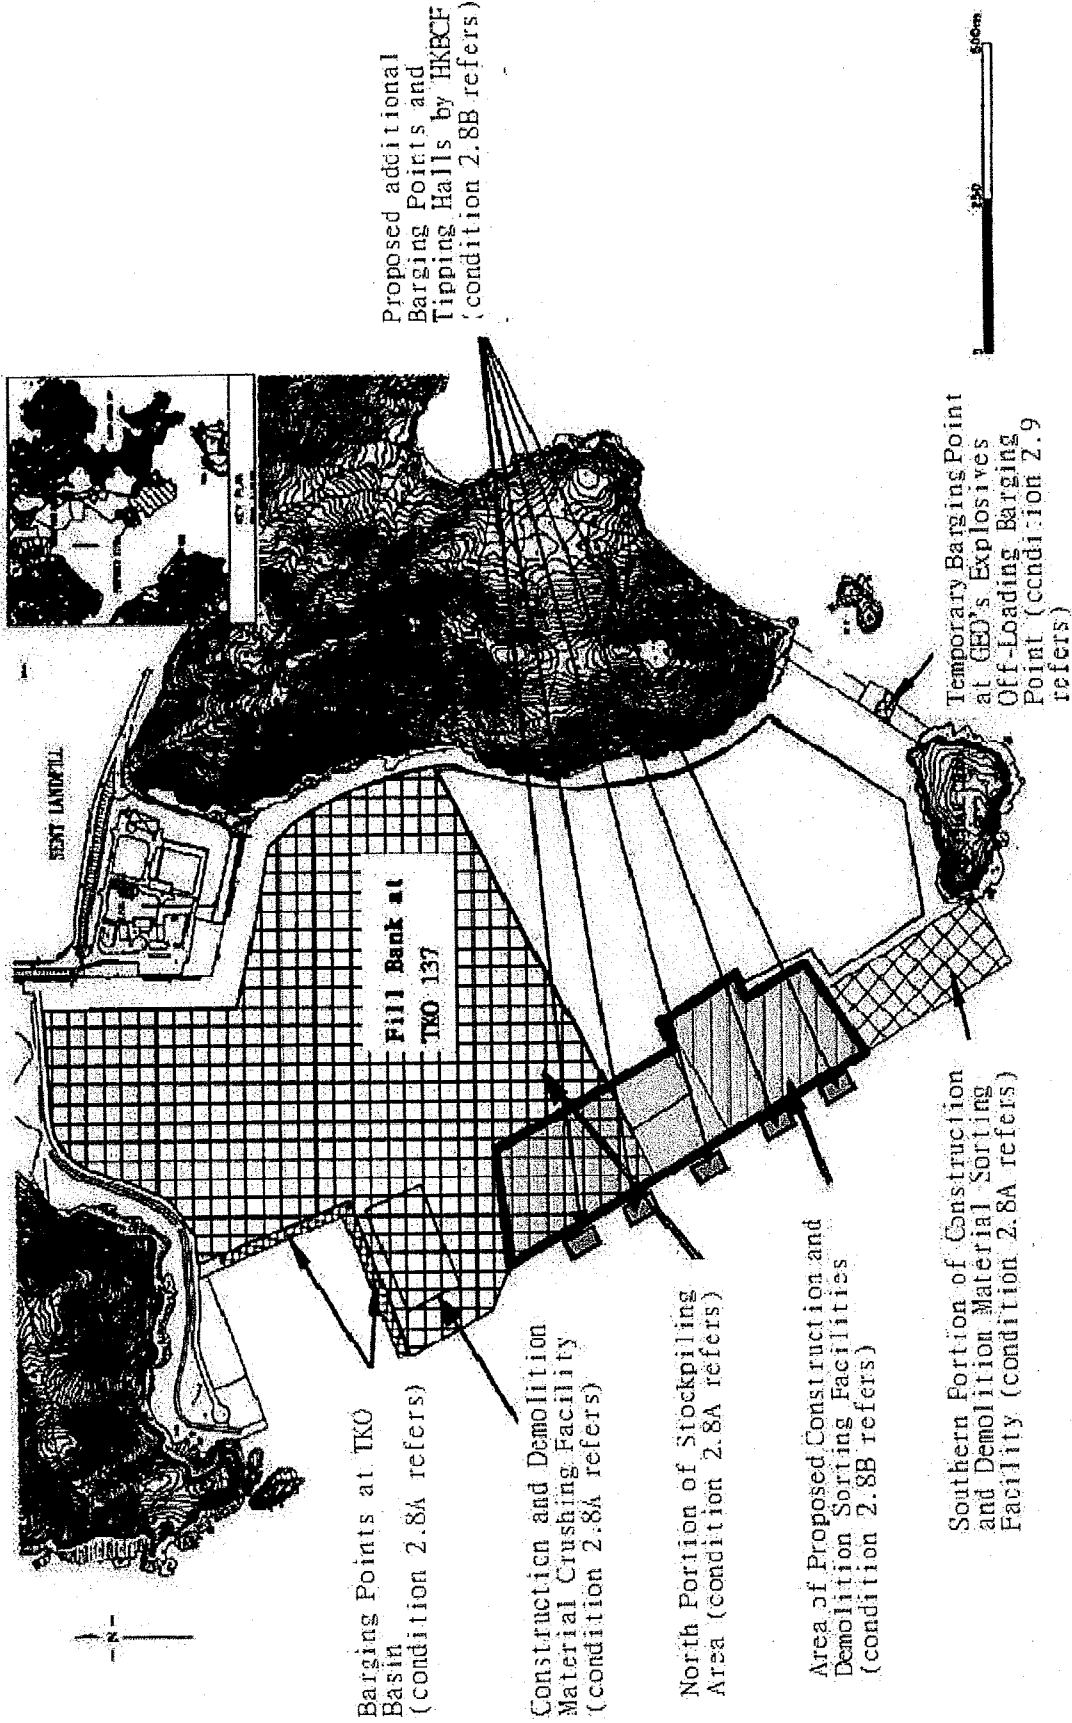 Proposed additional
Barging Points and
Tipping Halls by HKBCF
(condition 2.8B refers)
KEY PLAN
SENT LANDFILL
Fill Bank at
TKO 137
Barging Points at TKO
Basin
(condition 2.8A refers)
Construction and Demolition
Material Crushing Facility
(condition 2.8A refers)
North Portion of Stockpiling
Area (condition 2.8A refers)
Area of Proposed Construction and
Demolition Sorting Facilities
(condition 2.8B refers)
Southern Portion of Construction
and Demolition Material Sorting
Facility (condition 2.8A refers)
Temporary Barging Point
at CED's Explosives
Off-Loading Barging
Point (condition 2.9
refers)
0 250 500m
N